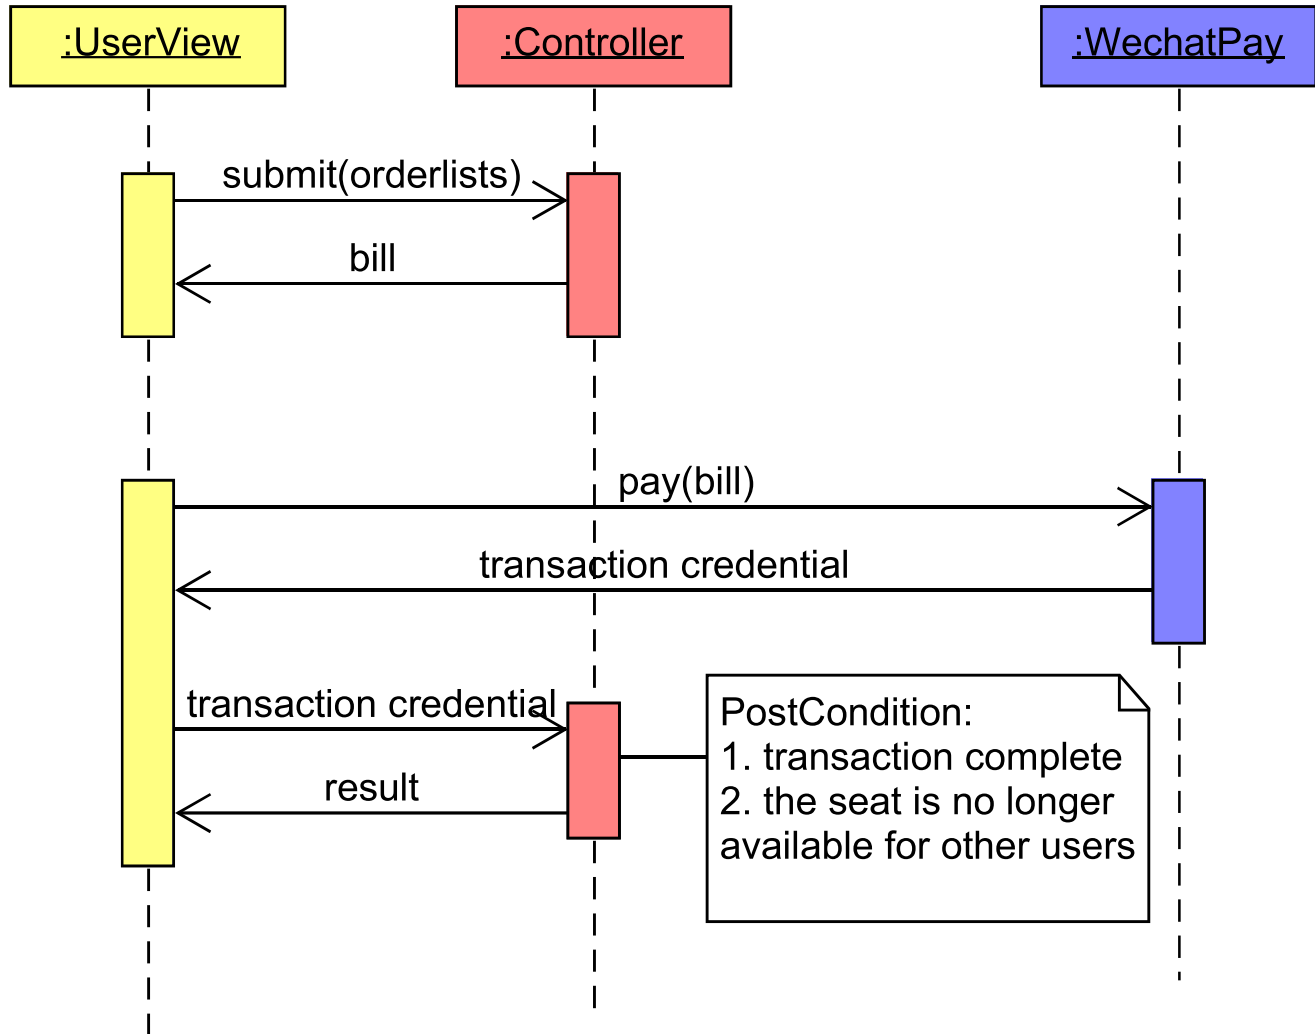 :UserView
:Controller
:WechatPay
submit(orderlists)
bill
pay(bill)
transaction credential
transaction credential
result
PostCondition:
1. transaction complete
2. the seat is no longer
available for other users